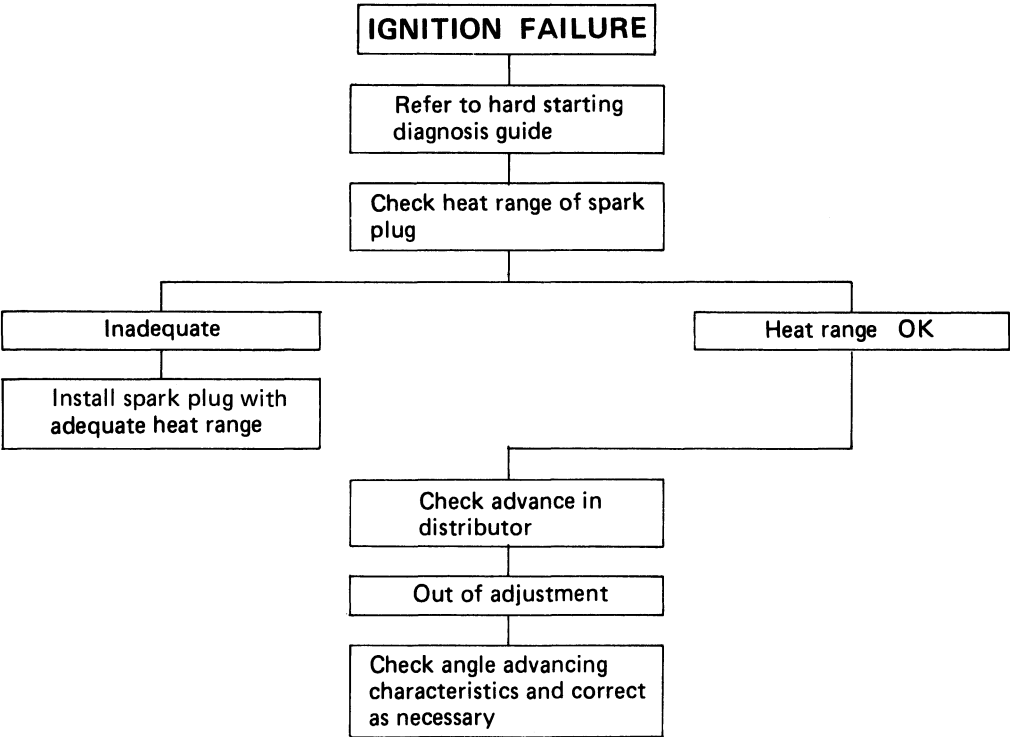 IGNITION FAILURE
Refer to hard starting
diagnosis guide
Check heat range of spark
plug
Inadequate
Heat range OK
Install spark plug with
adequate heat range
Check advance in
distributor
Out of adjustment
Check angle advancing
characteristics and correct
as necessary